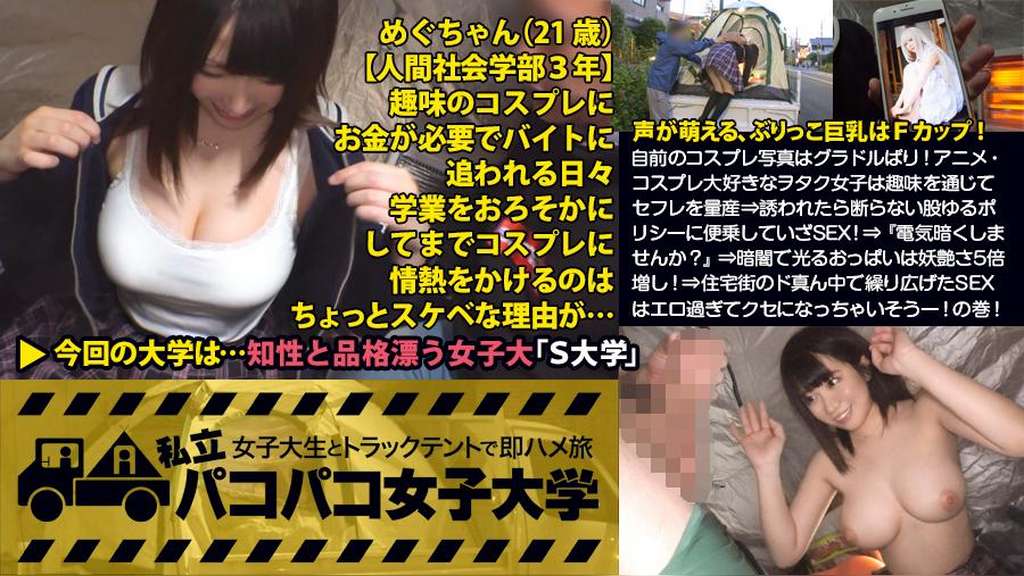 めぐちゃん(21歳)
【人間社会学部3年】
趣味のコスプレに
お金が必要でバイトに
追われる日々
学業をおろそかに
してまでコスプレに
情熱をかけるのは
ちょっとスケベな理由が…
▶今回の大学は…知性と品格漂う女子大「S大学」
声が萌える、ぶりっこ巨乳はFカップ!
自前のコスプレ写真はグラドルばり!アニメ・
コスプレ大好きなヲタク女子は趣味を通じて
セフレを量産⇒誘われたら断らない股ゆるポ
リシーに便乗していざSEX!⇒『電気暗くしま
せんか?』⇒暗闇で光るおっぱいは妖艶さ5倍
増し!⇒住宅街のド真ん中で繰り広げたSEX
はエロ過ぎてクセになっちゃいそうー!の巻!
私立 女子大生とトラックテントで即ハメ旅
パコパコ女子大学